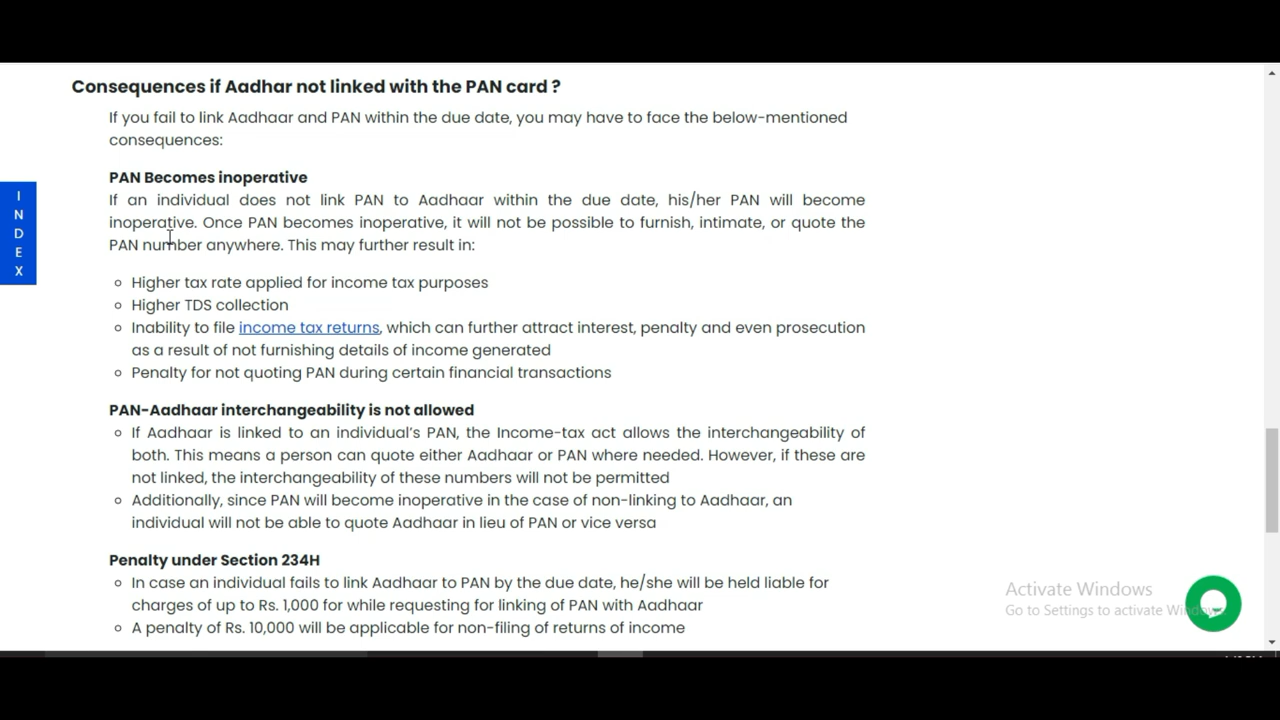 Consequences if Aadhar not linked with the PAN card ?
If you fail to link Aadhaar and PAN within the due date, you may have to face the below-mentioned
consequences:
PAN Becomes inoperative
If an individual does not link PAN to Aadhaar within the due date, his/her PAN will become
inoperative. Once PAN becomes inoperative, it will not be possible to furnish, intimate, or quote the
PAN number anywhere. This may further result in:
Higher tax rate applied for income tax purposes
Higher TDS collection
Inability to file income tax returns, which can further attract interest, penalty and even prosecution
as a result of not furnishing details of income generated
Penalty for not quoting PAN during certain financial transactions
PAN-Aadhaar interchangeability is not allowed
If Aadhaar is linked to an individual's PAN, the Income-tax act allows the interchangeability of
both. This means a person can quote either Aadhaar or PAN where needed. However, if these are
not linked, the interchangeability of these numbers will not be permitted
Additionally, since PAN will become inoperative in the case of non-linking to Aadhaar, an
individual will not be able to quote Aadhaar in lieu of PAN or vice versa
Penalty under Section 234H
In case an individual fails to link Aadhaar to PAN by the due date, he/she will be held liable for
charges of up to Rs. 1,000 for while requesting for linking of PAN with Aadhaar
A penalty of Rs. 10,000 will be applicable for non-filing of returns of income
I
N
D
E
X
Activate Windows
Go to Settings to activate Windows.